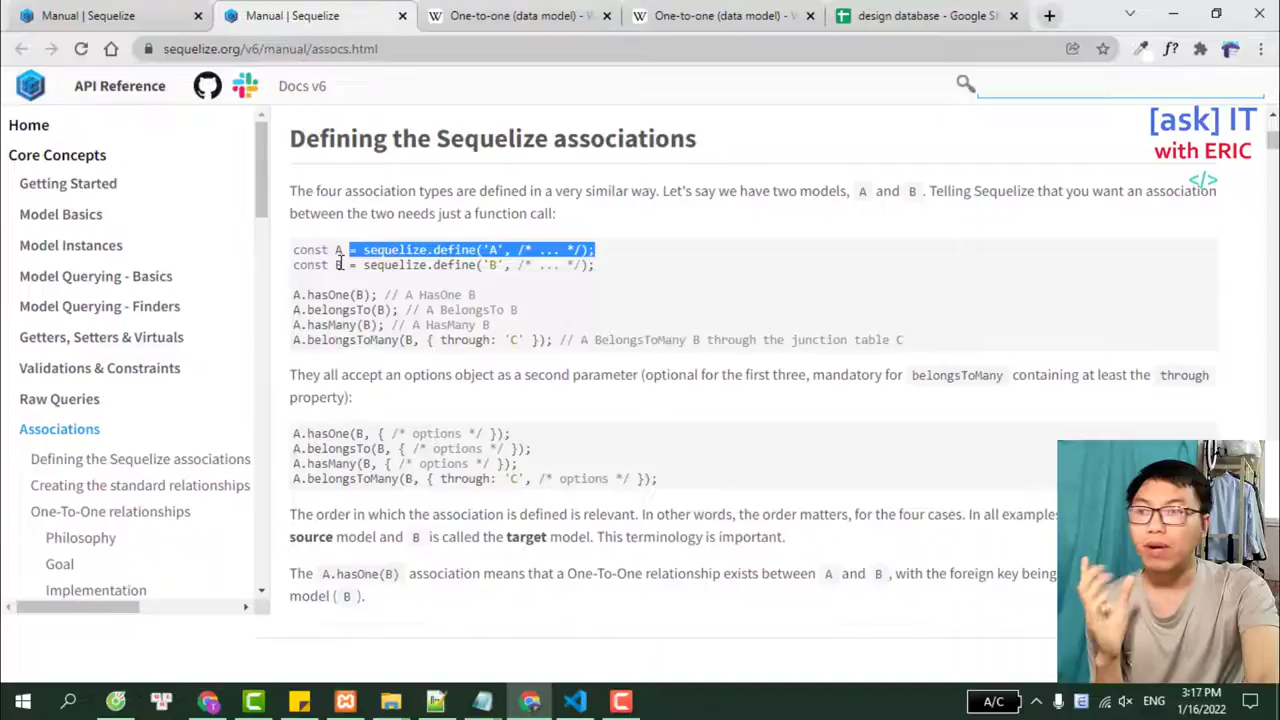 Manual | Sequelize
Manual | Sequelize
One-to-one (data model) -
One-to-one (data model) -
design database - Google S
sequelize.org/v6/manual/assocs.html
API Reference
Docs v6
[ask] IT
with ERIC
</>
Home
Core Concepts
Getting Started
Model Basics
Model Instances
Model Querying - Basics
Model Querying - Finders
Getters, Setters & Virtuals
Validations & Constraints
Raw Queries
Associations
Defining the Sequelize associations
Creating the standard relationships
One-To-One relationships
Philosophy
Goal
Implementation
Defining the Sequelize associations
The four association types are defined in a very similar way. Let's say we have two models, A and B. Telling Sequelize that you want an association
between the two needs just a function call:
const A = sequelize.define('A', /* ... */);
const B = sequelize.define('B', /* ... */);
A.hasOne(B); // A HasOne B
A.belongsTo(B); // A BelongsTo B
A.hasMany(B); // A HasMany B
A.belongsToMany(B, { through: 'C' }); // A BelongsToMany B through the junction table C
They all accept an options object as a second parameter (optional for the first three, mandatory for belongsToMany containing at least the through
property):
A.hasOne(B, { /* options */ });
A.belongsTo(B, { /* options */ });
A.hasMany(B, { /* options */ });
A.belongsToMany(B, { through: 'C', /* options */ });
The order in which the association is defined is relevant. In other words, the order matters, for the four cases. In all examples
source model and B is called the target model. This terminology is important.
The A.hasOne(B) association means that a One-To-One relationship exists between A and B, with the foreign key being
model ( B ).
A/C
ENG
3:17 PM
1/16/2022